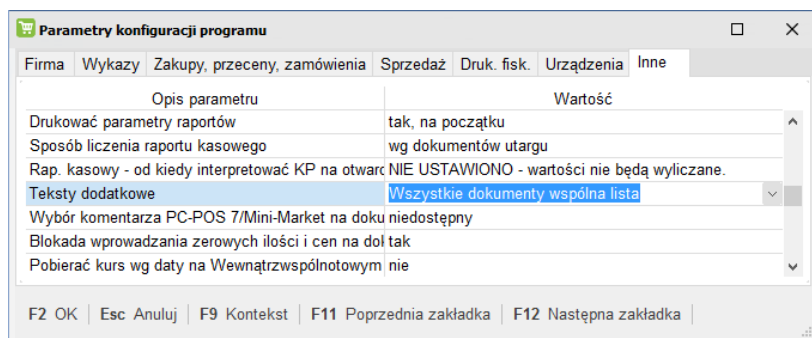 Parametry konfiguracji programu
Firma Wykazy Zakupy, przeceny, zamówienia Sprzedaż Druk. fisk. Urządzenia Inne
Opis parametru Wartość
Drukować parametry raportów tak, na początku
Sposób liczenia raportu kasowego wg dokumentów utargu
Rap. kasowy - od kiedy interpretować KP na otwarc NIE USTAWIONO - wartości nie będą wyliczane.
Teksty dodatkowe Wszystkie dokumenty wspólna lista
Wybór komentarza PC-POS 7/Mini-Market na doku niedostępny
Blokada wprowadzania zerowych ilości i cen na dok tak
Pobierać kurs wg daty na Wewnątrzwspólnotowym nie
F2 OK Esc Anuluj F9 Kontekst F11 Poprzednia zakładka F12 Następna zakładka